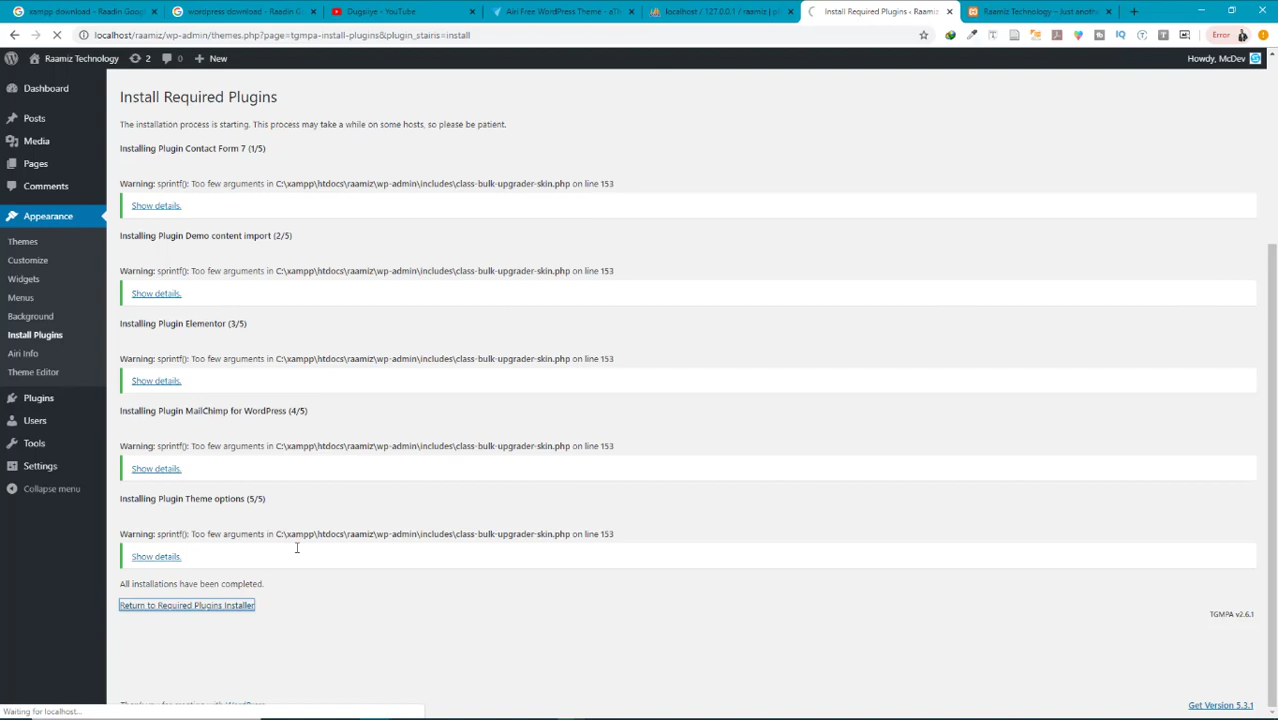 xampp download - Raadin Googl
wordpress download - Raadin G
Dugsiiye - YouTube
Airi Free WordPress Theme - aTh
localhost / 127.0.0.1 / raamiz | p
Install Required Plugins - Raamiz
Raamiz Technology – Just anoth
localhost/raamiz/wp-admin/themes.php?page=tgmpa-install-plugins&plugin_status=install
Error
Raamiz Technology 2 0 New
Howdy, McDev
Dashboard
Posts
Media
Pages
Comments
Appearance
Themes
Customize
Widgets
Menus
Background
Install Plugins
Airi Info
Theme Editor
Plugins
Users
Tools
Settings
Collapse menu
Install Required Plugins
The installation process is starting. This process may take a while on some hosts, so please be patient.
Installing Plugin Contact Form 7 (1/5)
Warning: sprintf(): Too few arguments in C:\xampp\htdocs\raamiz\wp-admin\includes\class-bulk-upgrader-skin.php on line 153
Show details.
Installing Plugin Demo content import (2/5)
Warning: sprintf(): Too few arguments in C:\xampp\htdocs\raamiz\wp-admin\includes\class-bulk-upgrader-skin.php on line 153
Show details.
Installing Plugin Elementor (3/5)
Warning: sprintf(): Too few arguments in C:\xampp\htdocs\raamiz\wp-admin\includes\class-bulk-upgrader-skin.php on line 153
Show details.
Installing Plugin MailChimp for WordPress (4/5)
Warning: sprintf(): Too few arguments in C:\xampp\htdocs\raamiz\wp-admin\includes\class-bulk-upgrader-skin.php on line 153
Show details.
Installing Plugin Theme options (5/5)
Warning: sprintf(): Too few arguments in C:\xampp\htdocs\raamiz\wp-admin\includes\class-bulk-upgrader-skin.php on line 153
Show details.
All installations have been completed.
Return to Required Plugins Installer
TGMPA v2.6.1
Thank you for creating with WordPress
Get Version 5.3.1
Waiting for localhost...